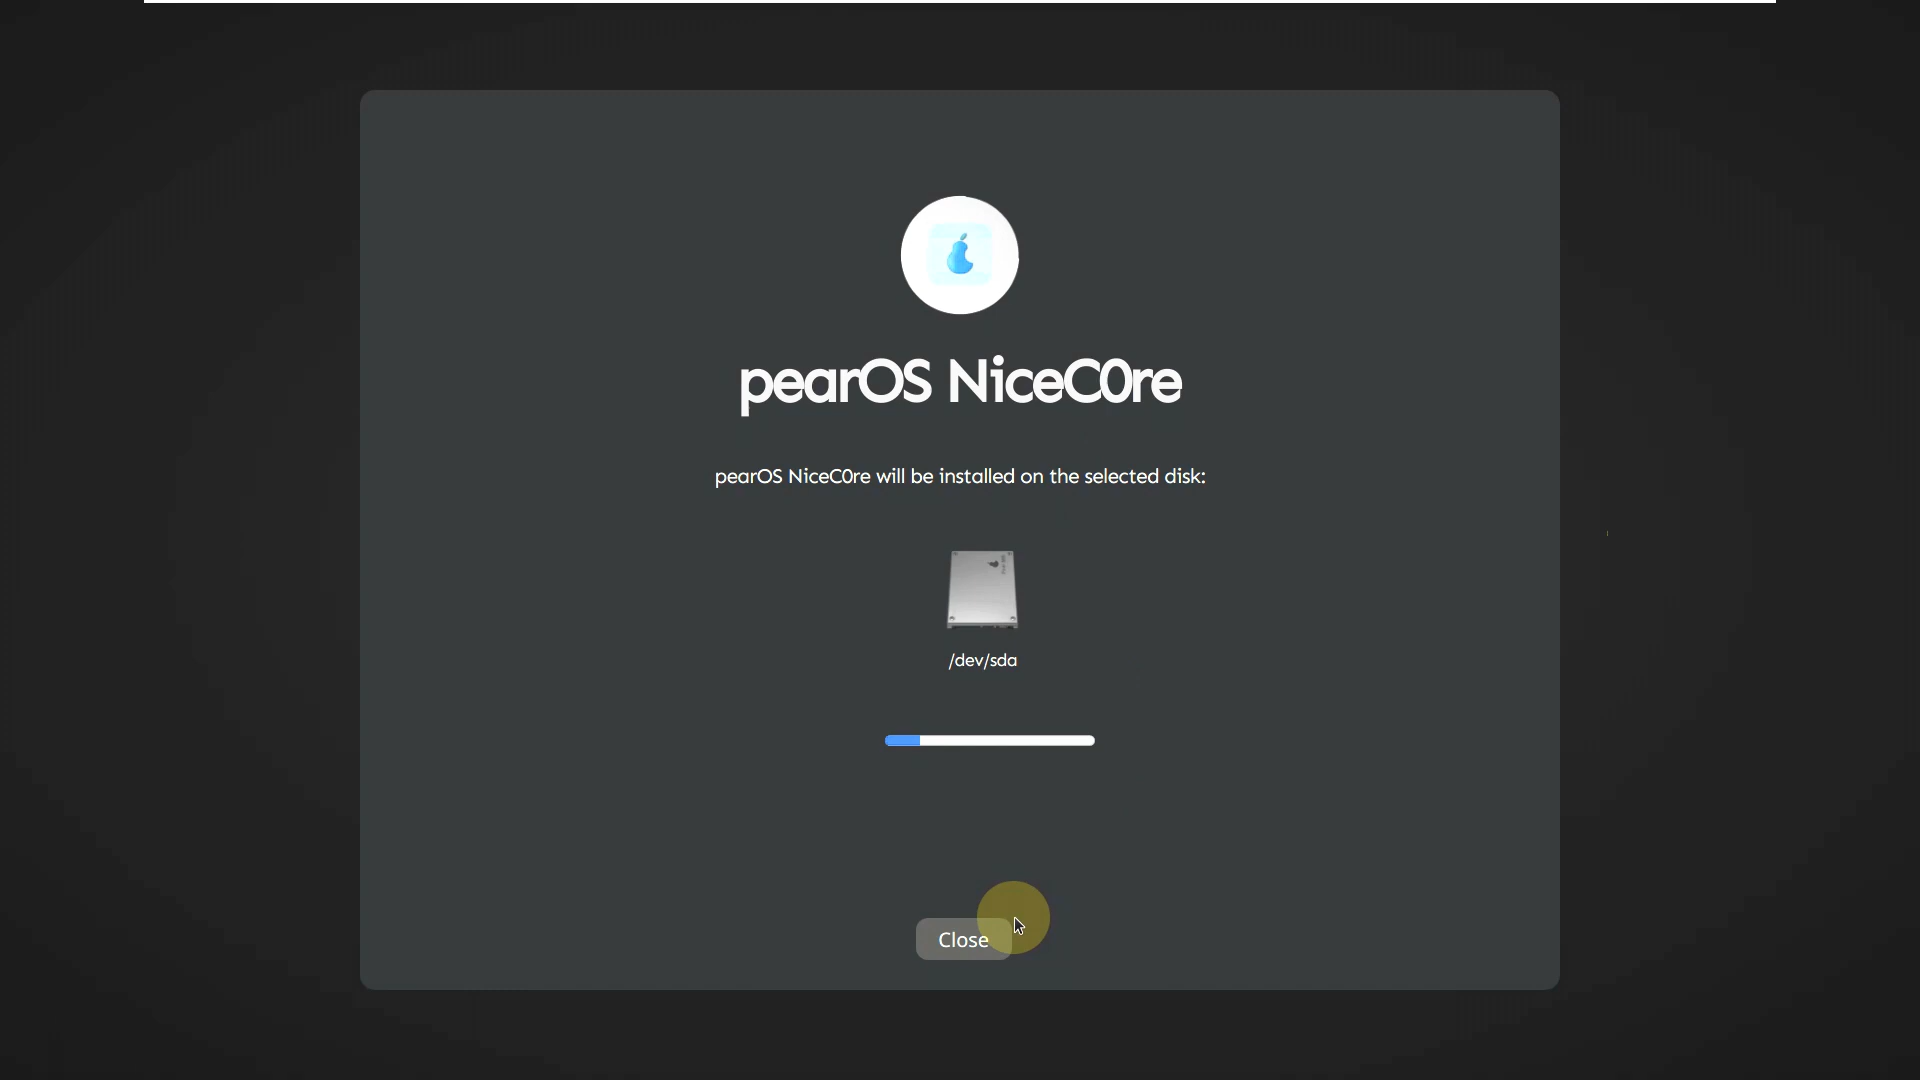 pearOS NiceC0re
pearOS NiceC0re will be installed on the selected disk:
/dev/sda
Close